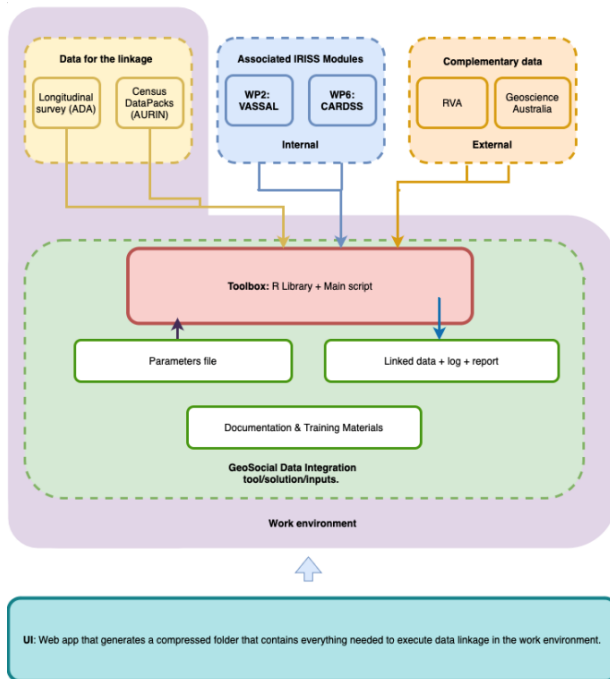 Data for the linkage
Longitudinal
survey (ADA)
Census
DataPacks
(AURIN)
Associated IRISS Modules
WP2:
VASSAL
WP6:
CARDSS
Internal
Complementary data
RVA
Geoscience
Australia
External
Toolbox: R Library + Main script
Parameters file
Linked data + log + report
Documentation & Training Materials
GeoSocial Data Integration
tool/solution/inputs.
Work environment
UI: Web app that generates a compressed folder that contains everything needed to execute data linkage in the work environment.